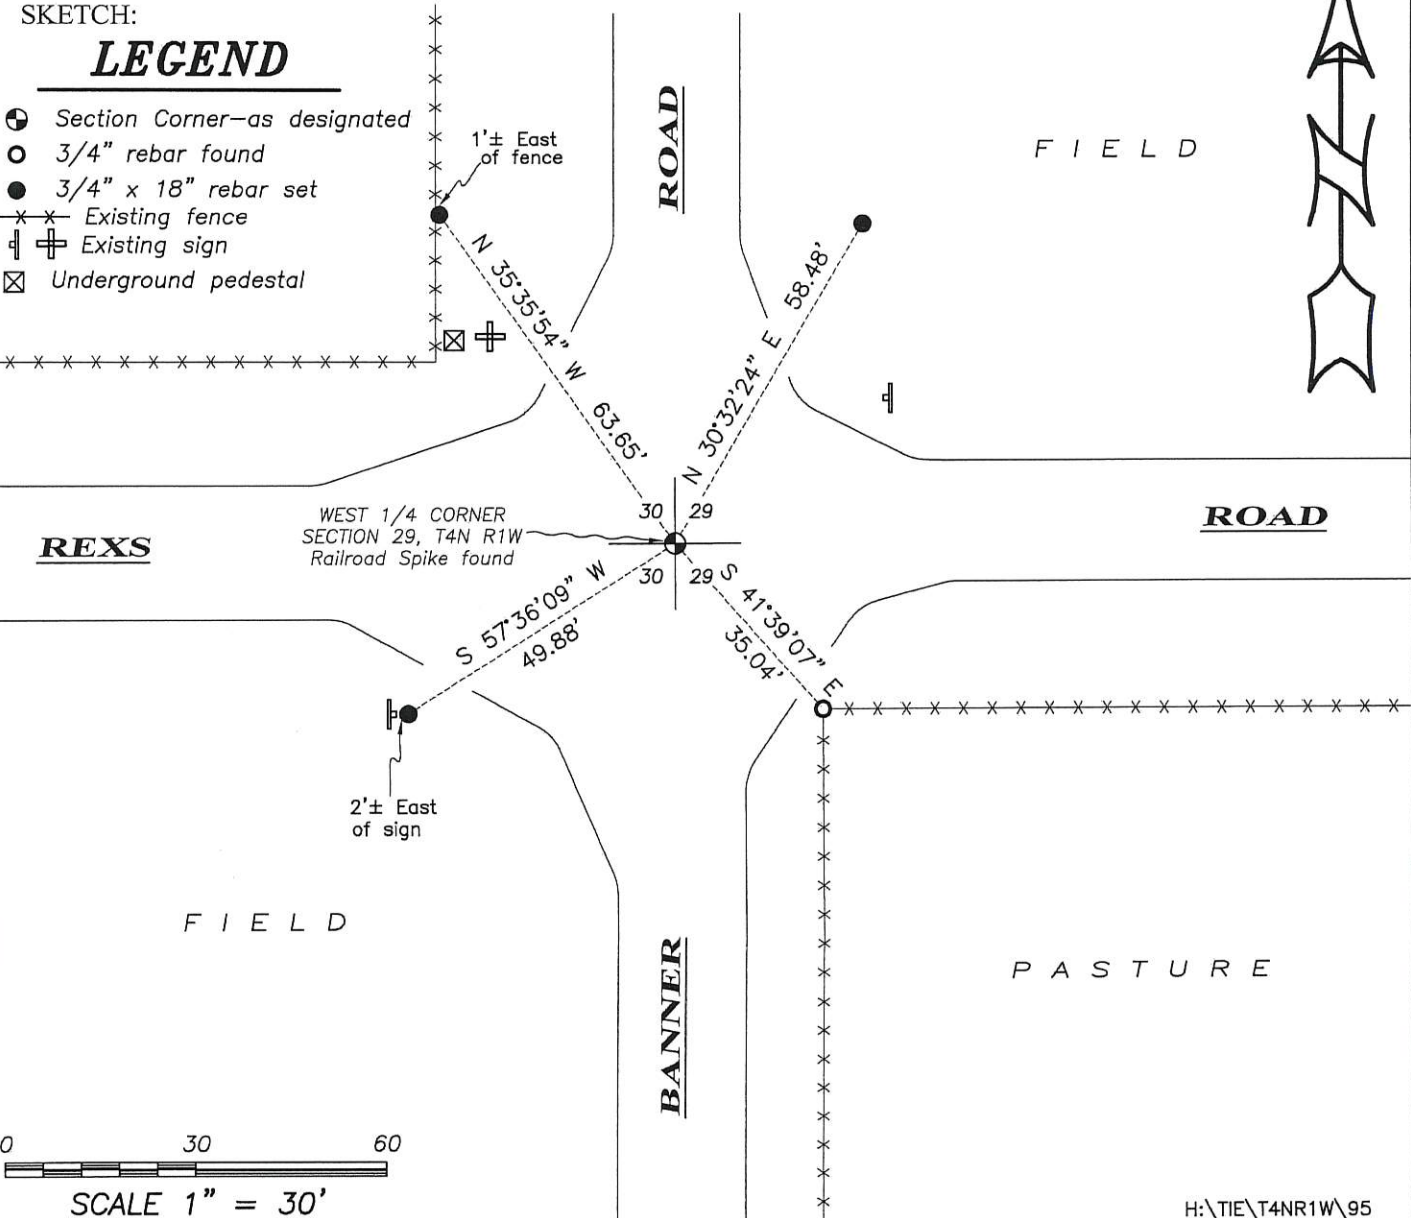 SKETCH:
LEGEND
Section Corner-as designated
3/4" rebar found
3/4" x 18" rebar set
Existing fence
Existing sign
Underground pedestal
1'± East
of fence
ROAD
FIELD
N 35°35'54" W 63.65'
N 30°32'24" E 58.48'
WEST 1/4 CORNER
SECTION 29, T4N R1W
Railroad Spike found
30 29
30 29
REXS
ROAD
S 57°36'09" W
49.88'
S 41°39'07" E
35.04'
2'± East
of sign
FIELD
BANNER
PASTURE
0 30 60
SCALE 1" = 30'
H:\TIE\T4NR1W\95